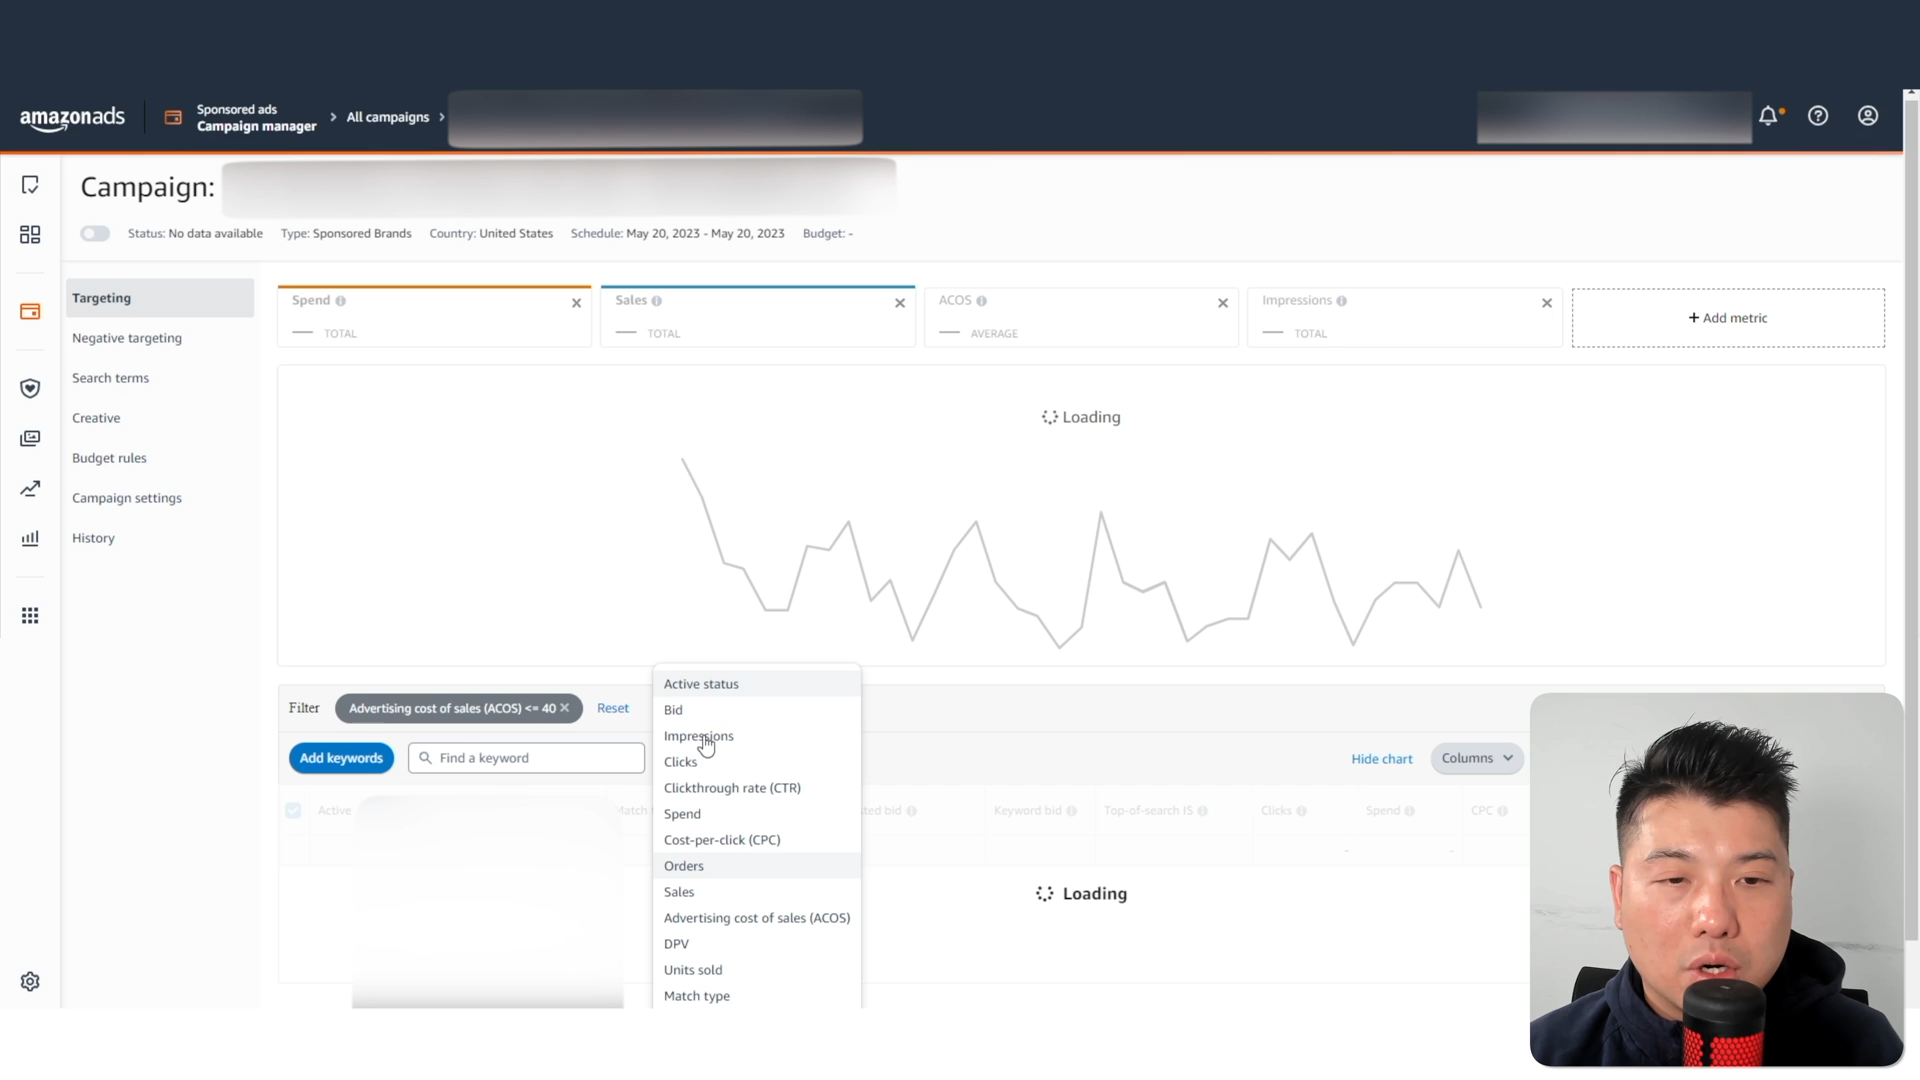 amazonads
Sponsored ads
Campaign manager
> All campaigns >
Campaign:
Status: No data available Type: Sponsored Brands Country: United States Schedule: May 20, 2023 - May 20, 2023 Budget: -
Targeting
Negative targeting
Search terms
Creative
Budget rules
Campaign settings
History
Spend
TOTAL
Sales
TOTAL
ACOS
AVERAGE
Impressions
TOTAL
+ Add metric
Loading
Filter Advertising cost of sales (ACOS) <= 40 Reset
Add keywords Find a keyword
Hide chart Columns
Active Match ted bid Keyword bid Top-of-search IS Clicks Spend CPC
- -
Loading
Active status
Bid
Impressions
Clicks
Clickthrough rate (CTR)
Spend
Cost-per-click (CPC)
Orders
Sales
Advertising cost of sales (ACOS)
DPV
Units sold
Match type